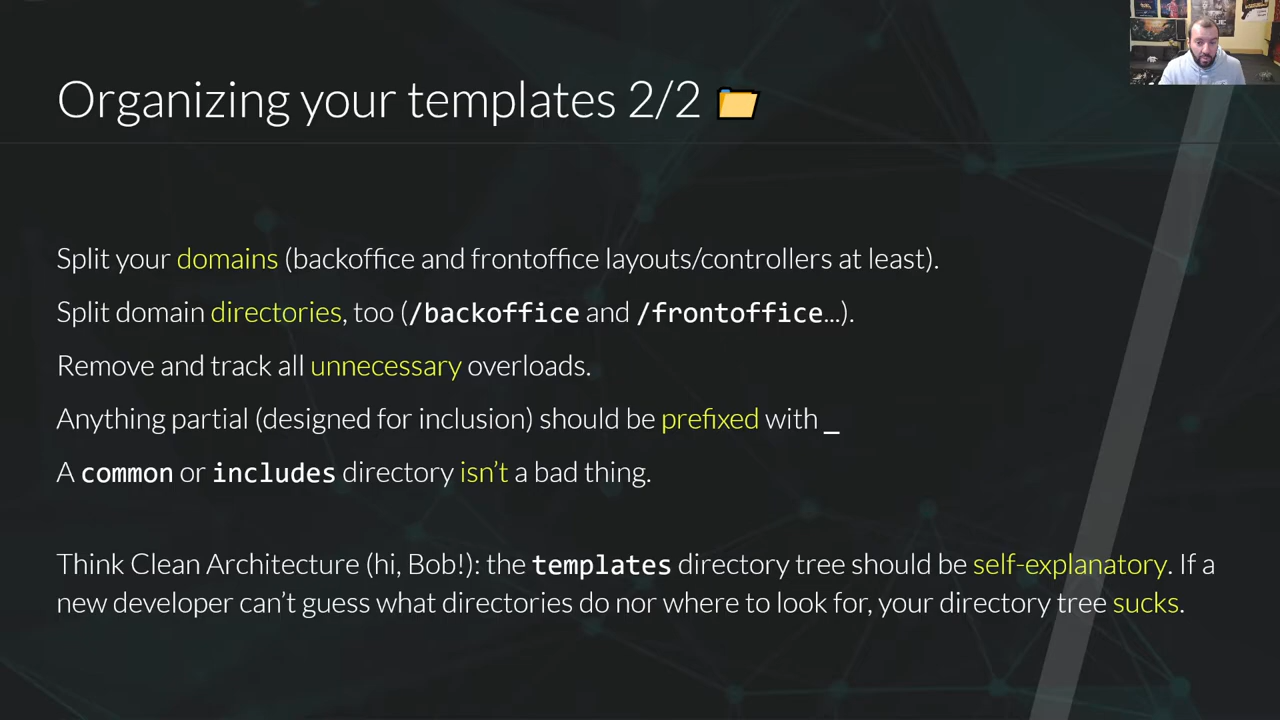 Organizing your templates 2/2 📁
Split your domains (backoffice and frontoffice layouts/controllers at least).
Split domain directories, too (/backoffice and /frontoffice...).
Remove and track all unnecessary overloads.
Anything partial (designed for inclusion) should be prefixed with _
A common or includes directory isn't a bad thing.
Think Clean Architecture (hi, Bob!): the templates directory tree should be self-explanatory. If a
new developer can't guess what directories do nor where to look for, your directory tree sucks.